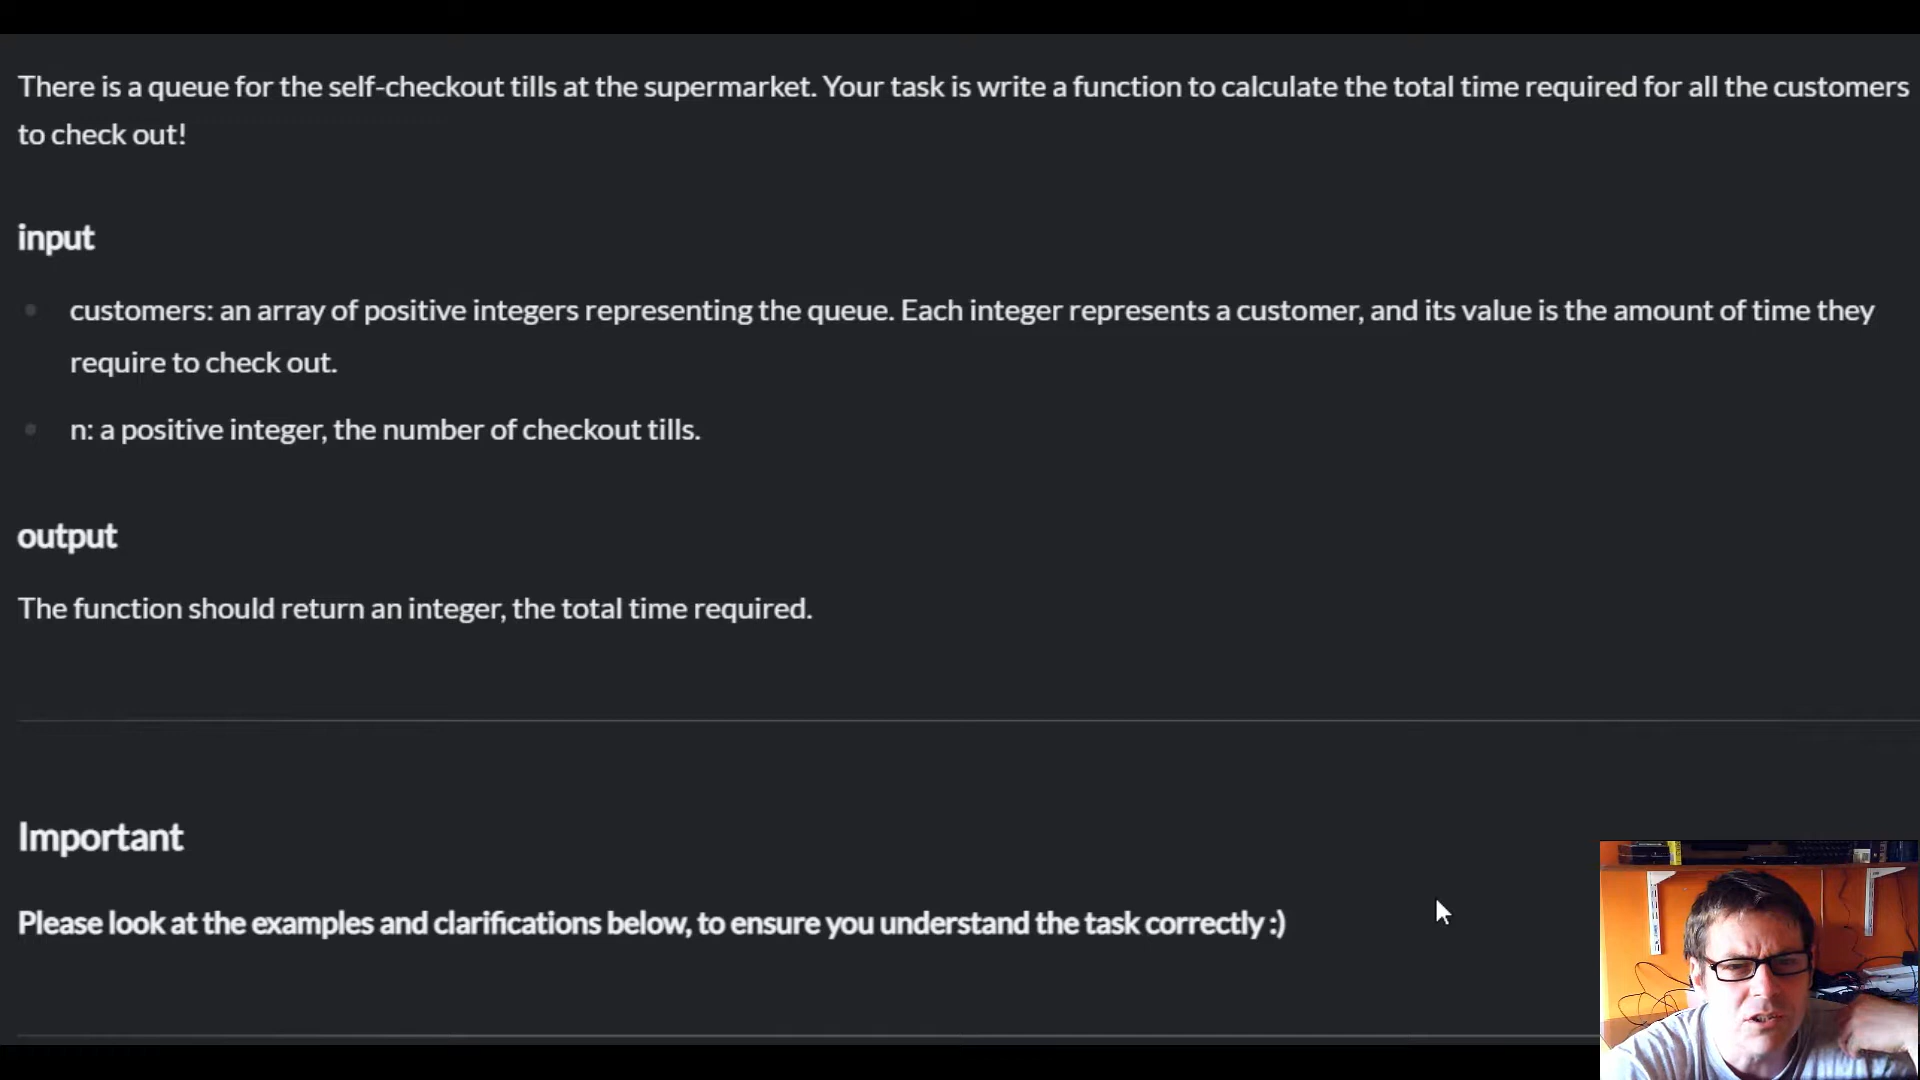 There is a queue for the self-checkout tills at the supermarket. Your task is write a function to calculate the total time required for all the customers
to check out!
input
customers: an array of positive integers representing the queue. Each integer represents a customer, and its value is the amount of time they
require to check out.
n: a positive integer, the number of checkout tills.
output
The function should return an integer, the total time required.
Important
Please look at the examples and clarifications below, to ensure you understand the task correctly :)